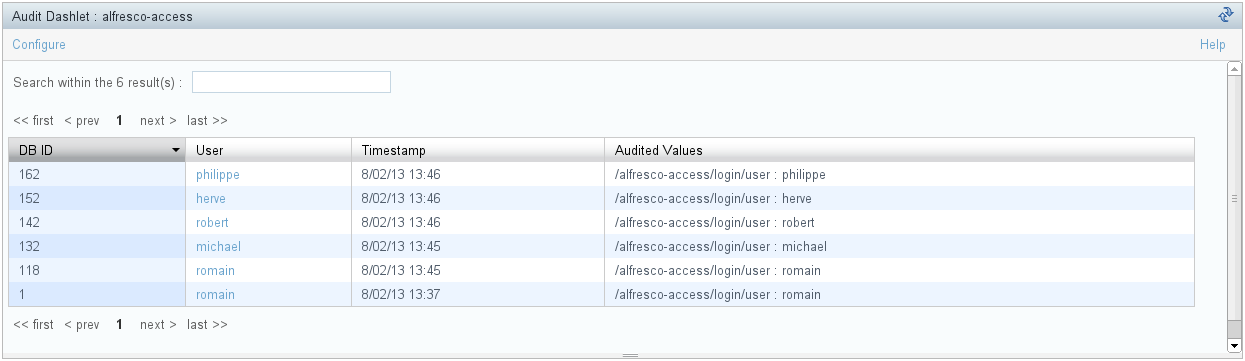 Audit Dashlet : alfresco-access
Configure Help
Search within the 6 result(s) :
<< first < prev 1 next > last >>
DB ID User Timestamp Audited Values
162 philippe 8/02/13 13:46 /alfresco-access/login/user : philippe
152 herve 8/02/13 13:46 /alfresco-access/login/user : herve
142 robert 8/02/13 13:46 /alfresco-access/login/user : robert
132 michael 8/02/13 13:45 /alfresco-access/login/user : michael
118 romain 8/02/13 13:45 /alfresco-access/login/user : romain
1 romain 8/02/13 13:37 /alfresco-access/login/user : romain
<< first < prev 1 next > last >>